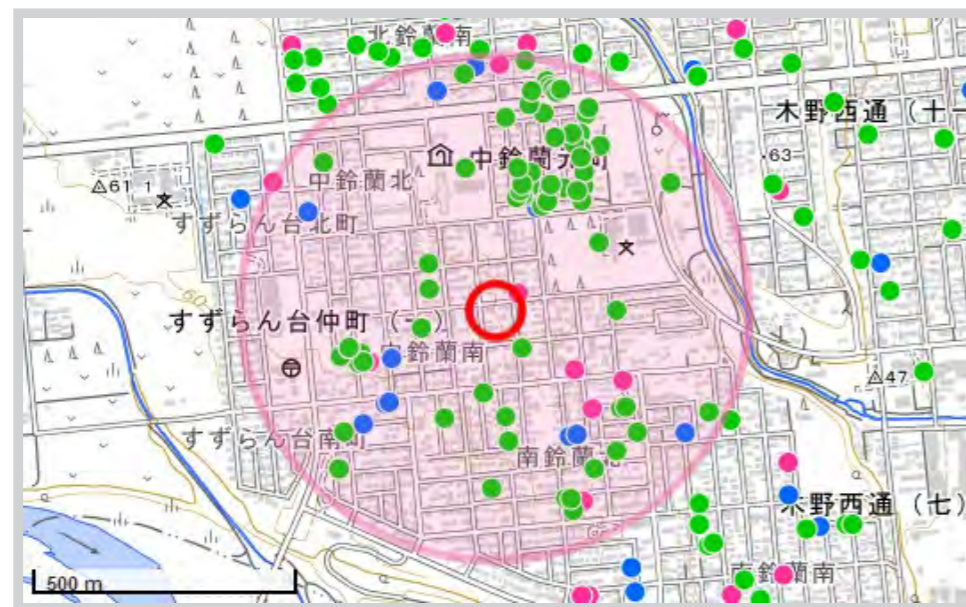 北鈴蘭南
木野西通（十一
中鈴蘭元町
63
中鈴蘭北
61.1
すずらん台北町
60
すずらん台仲町（一）
中鈴蘭南
47
すずらん台南町
南鈴蘭北
木野西通（七）
南鈴蘭南
500 m